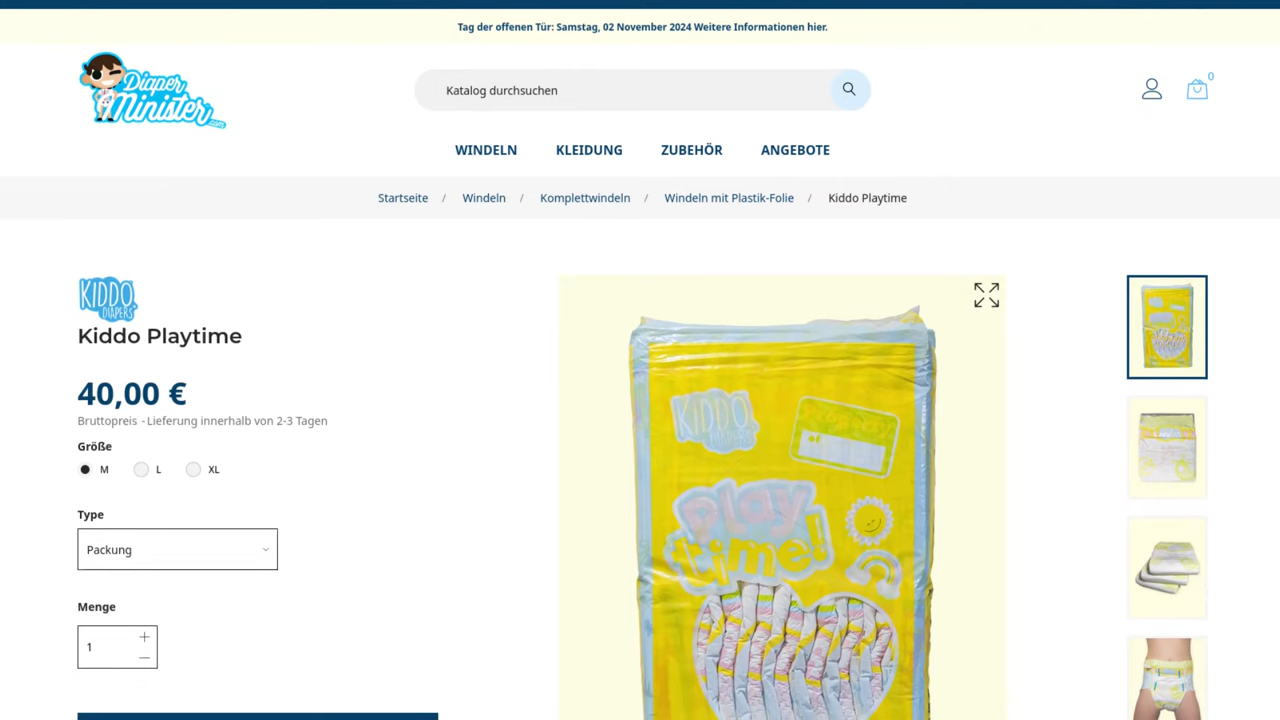 Tag der offenen Tür: Samstag, 02 November 2024 Weitere Informationen hier.
Diaper
Minister.com
Katalog durchsuchen
0
WINDELN KLEIDUNG ZUBEHÖR ANGEBOTE
Startseite / Windeln / Komplettwindeln / Windeln mit Plastik-Folie / Kiddo Playtime
KIDDO
DIAPERS
Kiddo Playtime
40,00 €
Bruttopreis - Lieferung innerhalb von 2-3 Tagen
Größe
M L XL
Type
Packung
Menge
1
KIDDO
play
time!